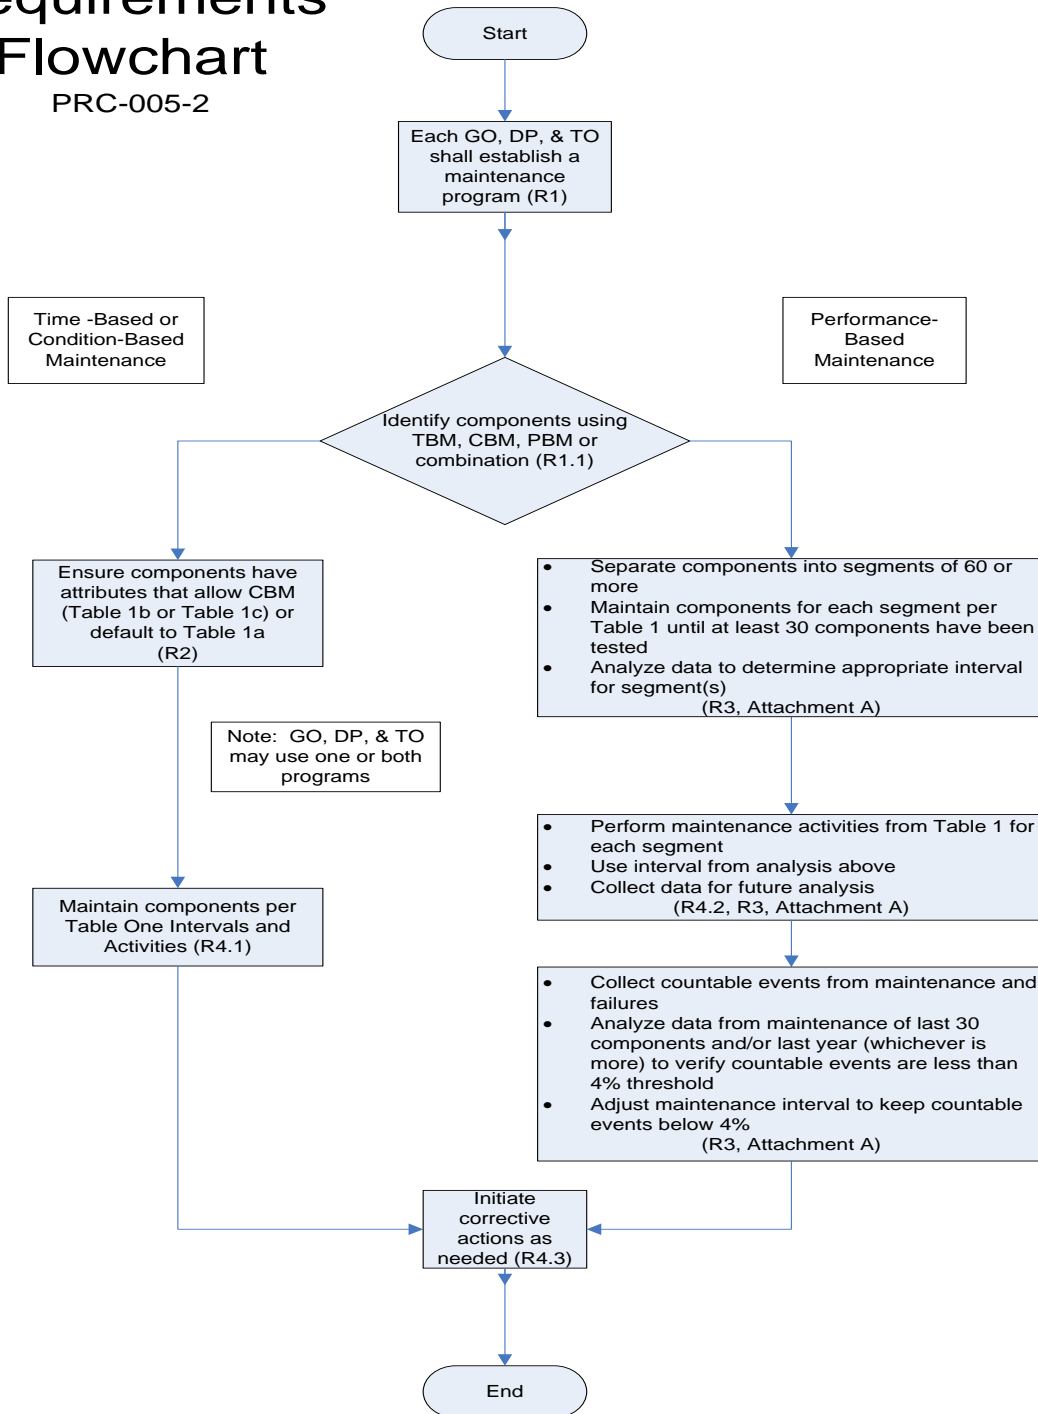 equirements
Flowchart
PRC-005-2
Start
Each GO, DP, & TO
shall establish a
maintenance
program (R1)
Time -Based or
Condition-Based
Maintenance
Performance-
Based
Maintenance
Identify components using
TBM, CBM, PBM or
combination (R1.1)
Ensure components have
attributes that allow CBM
(Table 1b or Table 1c) or
default to Table 1a
(R2)
• Separate components into segments of 60 or
more
• Maintain components for each segment per
Table 1 until at least 30 components have been
tested
• Analyze data to determine appropriate interval
for segment(s)
(R3, Attachment A)
Note: GO, DP, & TO
may use one or both
programs
• Perform maintenance activities from Table 1 for
each segment
• Use interval from analysis above
• Collect data for future analysis
(R4.2, R3, Attachment A)
Maintain components per
Table One Intervals and
Activities (R4.1)
• Collect countable events from maintenance and
failures
• Analyze data from maintenance of last 30
components and/or last year (whichever is
more) to verify countable events are less than
4% threshold
• Adjust maintenance interval to keep countable
events below 4%
(R3, Attachment A)
Initiate
corrective
actions as
needed (R4.3)
End